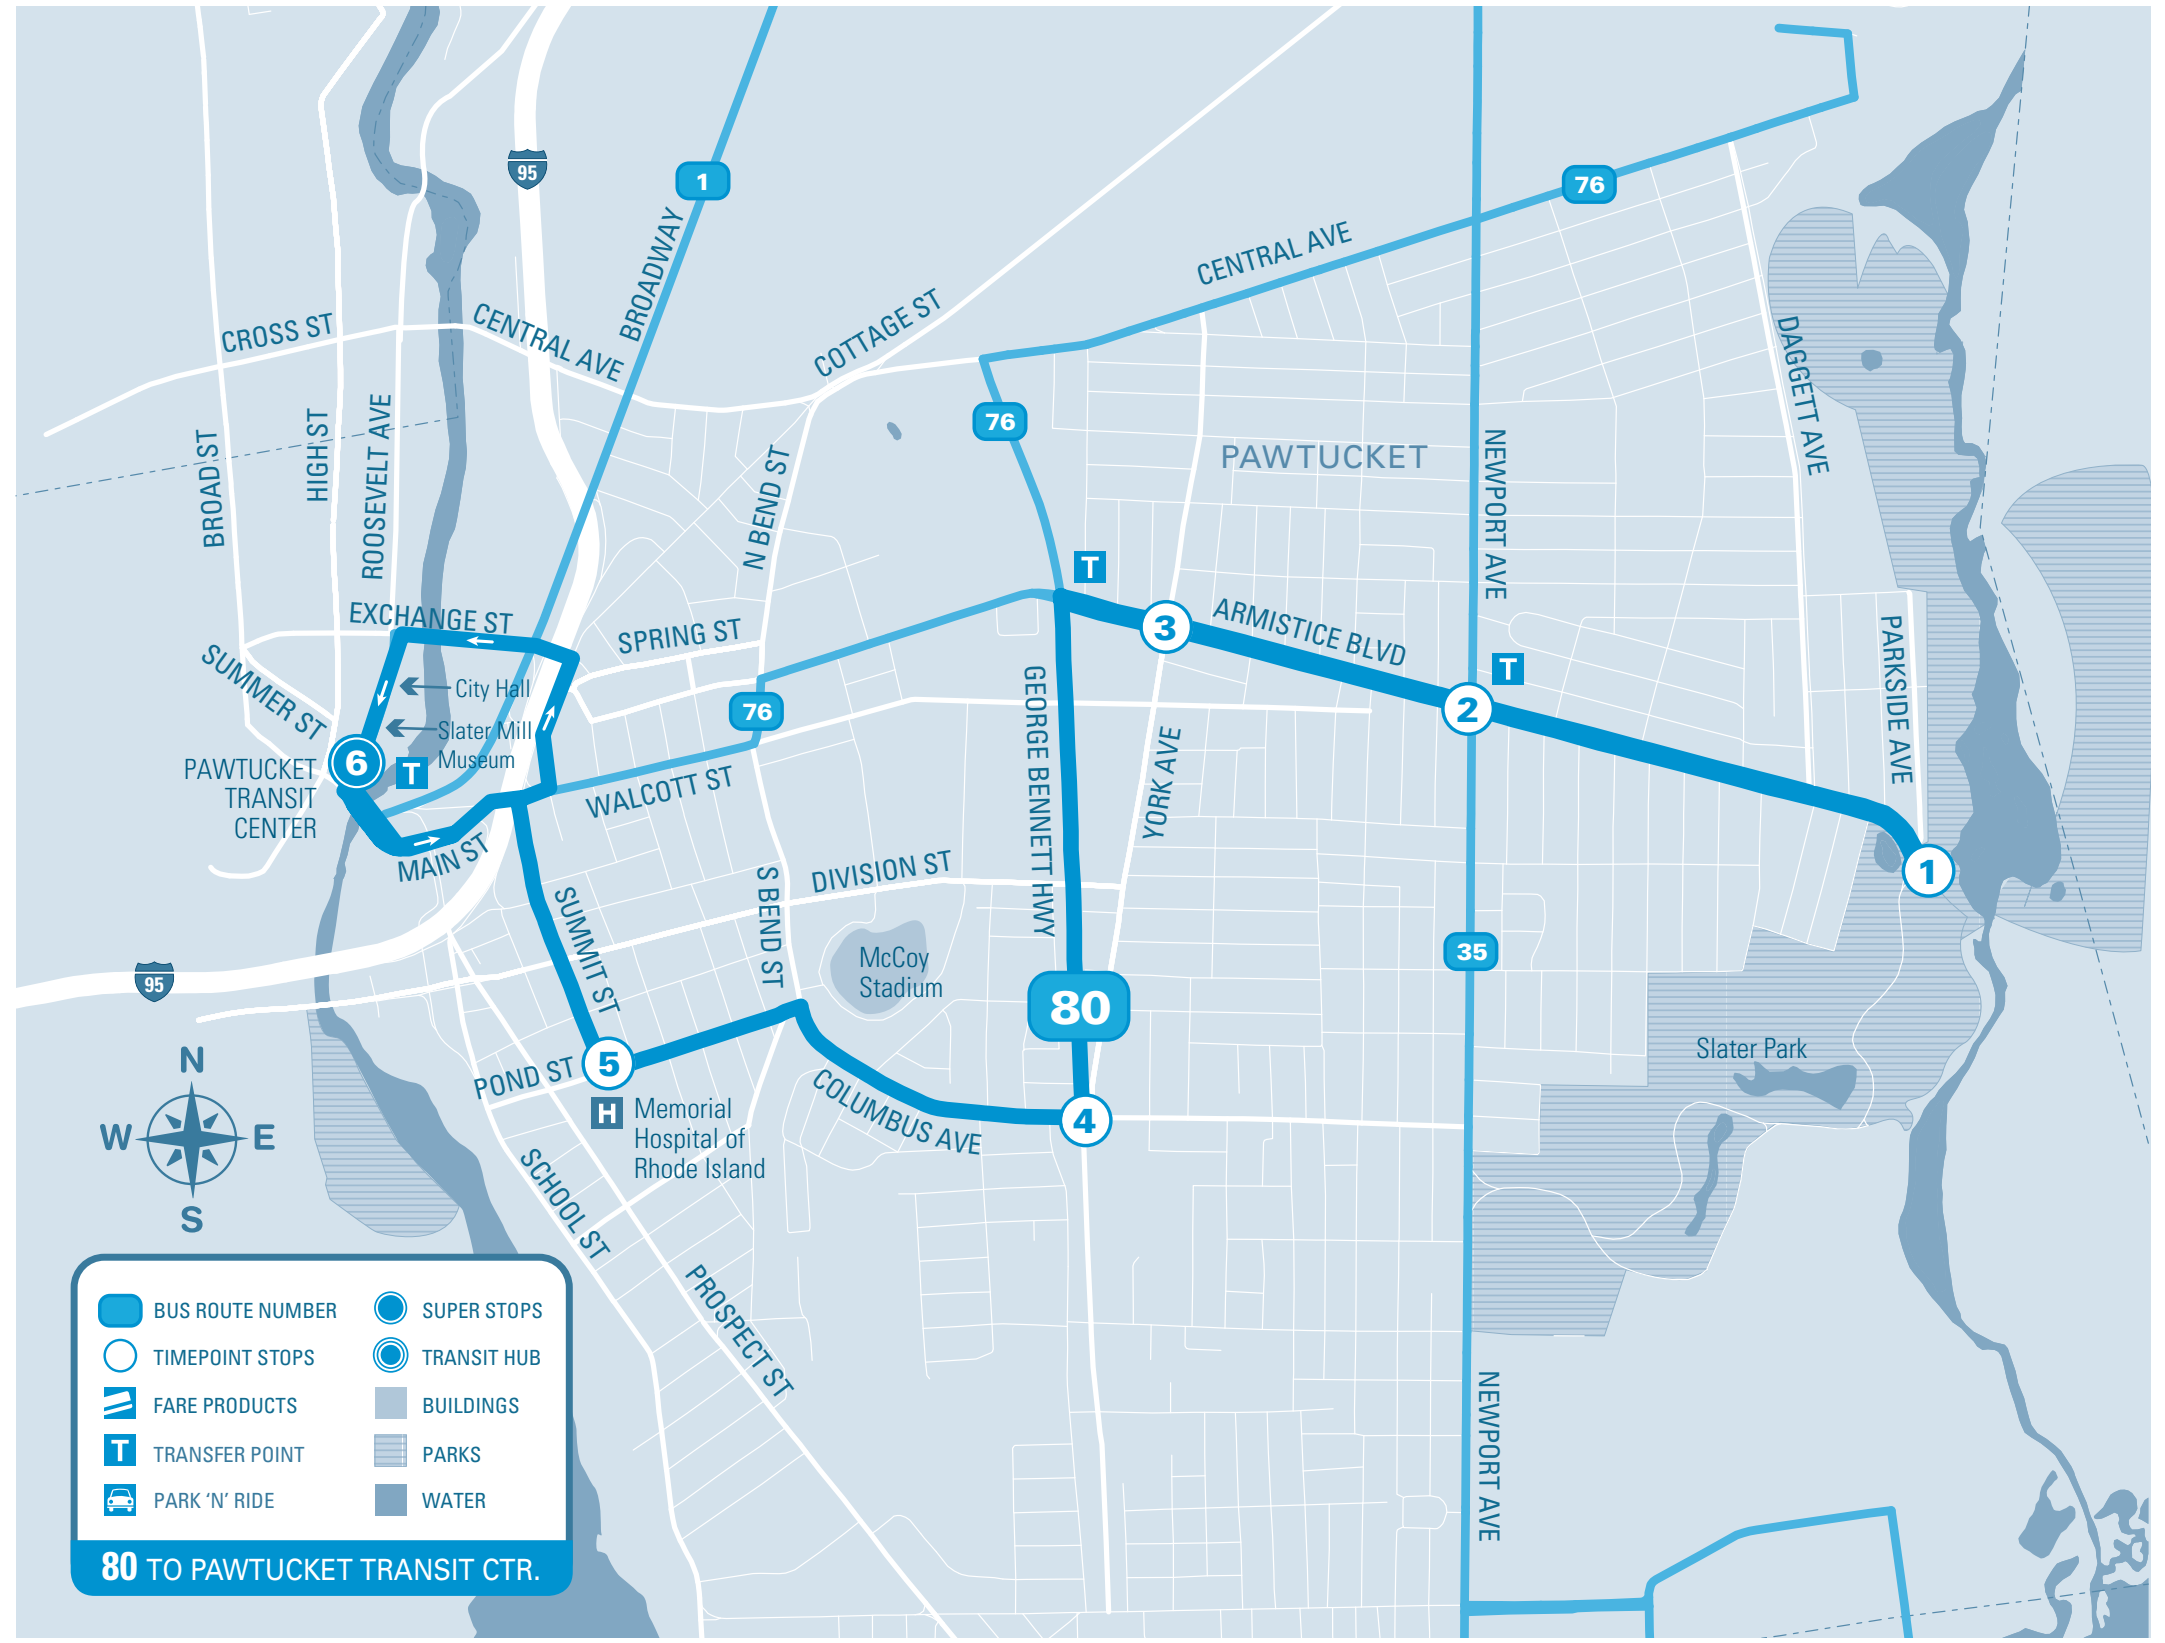 95
1
BROADWAY
76
CENTRAL AVE
CROSS ST
CENTRAL AVE
COTTAGE ST
DAGGETT AVE
76
PAWTUCKET
BROAD ST
HIGH ST
ROOSEVELT AVE
N BEND ST
NEWPORT AVE
T
EXCHANGE ST
SPRING ST
3
ARMISTICE BLVD
T
2
PARKSIDE AVE
SUMMER ST
City Hall
Slater Mill
Museum
76
GEORGE BENNETT HWY
YORK AVE
6
T
PAWTUCKET
TRANSIT
CENTER
WALCOTT ST
MAIN ST
1
DIVISION ST
S BEND ST
SUMMIT ST
McCoy
Stadium
35
95
80
Slater Park
5
POND ST
COLUMBUS AVE
4
H
Memorial
Hospital of
Rhode Island
N
W
E
S
SCHOOL ST
PROSPECT ST
NEWPORT AVE
BUS ROUTE NUMBER
SUPER STOPS
TIMEPOINT STOPS
TRANSIT HUB
FARE PRODUCTS
BUILDINGS
T
TRANSFER POINT
PARKS
PARK ‘N’ RIDE
WATER
80 TO PAWTUCKET TRANSIT CTR.